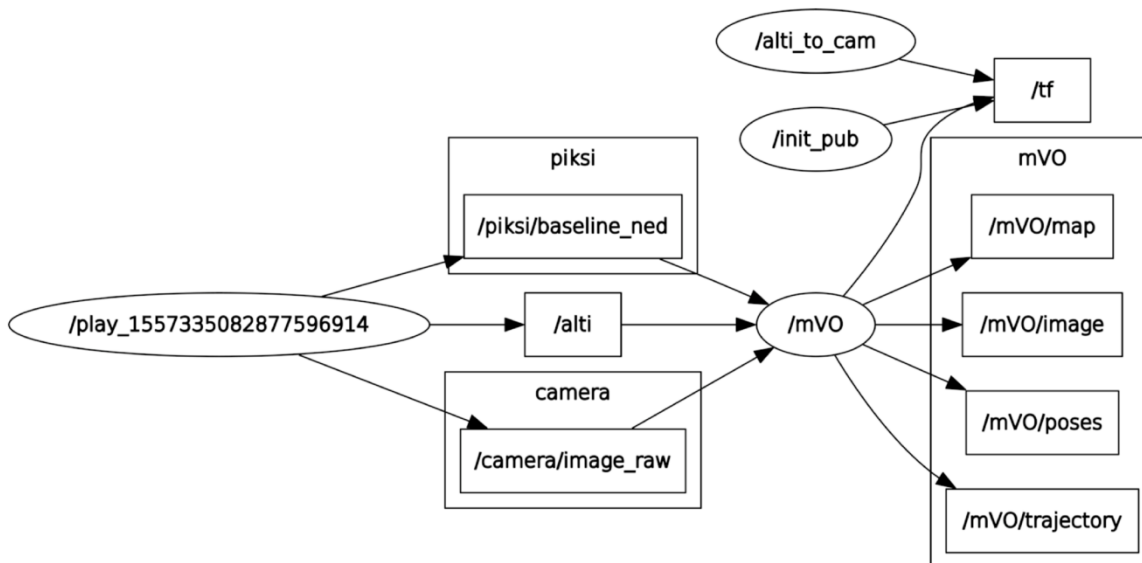 /alti_to_cam
/tf
/init_pub
piksi
mVO
/piksi/baseline_ned
/mVO/map
/play_1557335082877596914
/alti
/mVO
/mVO/image
camera
/mVO/poses
/camera/image_raw
/mVO/trajectory